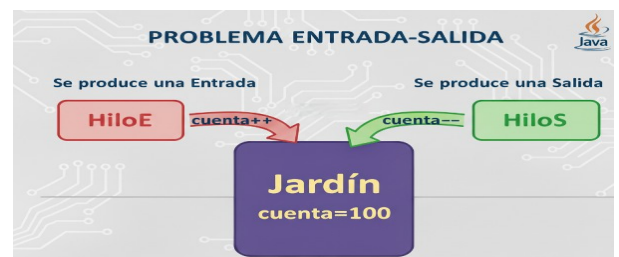 PROBLEMA ENTRADA-SALIDA
Java
Se produce una Entrada
Se produce una Salida
HiloE
cuenta++
cuenta--
HiloS
Jardín
cuenta=100